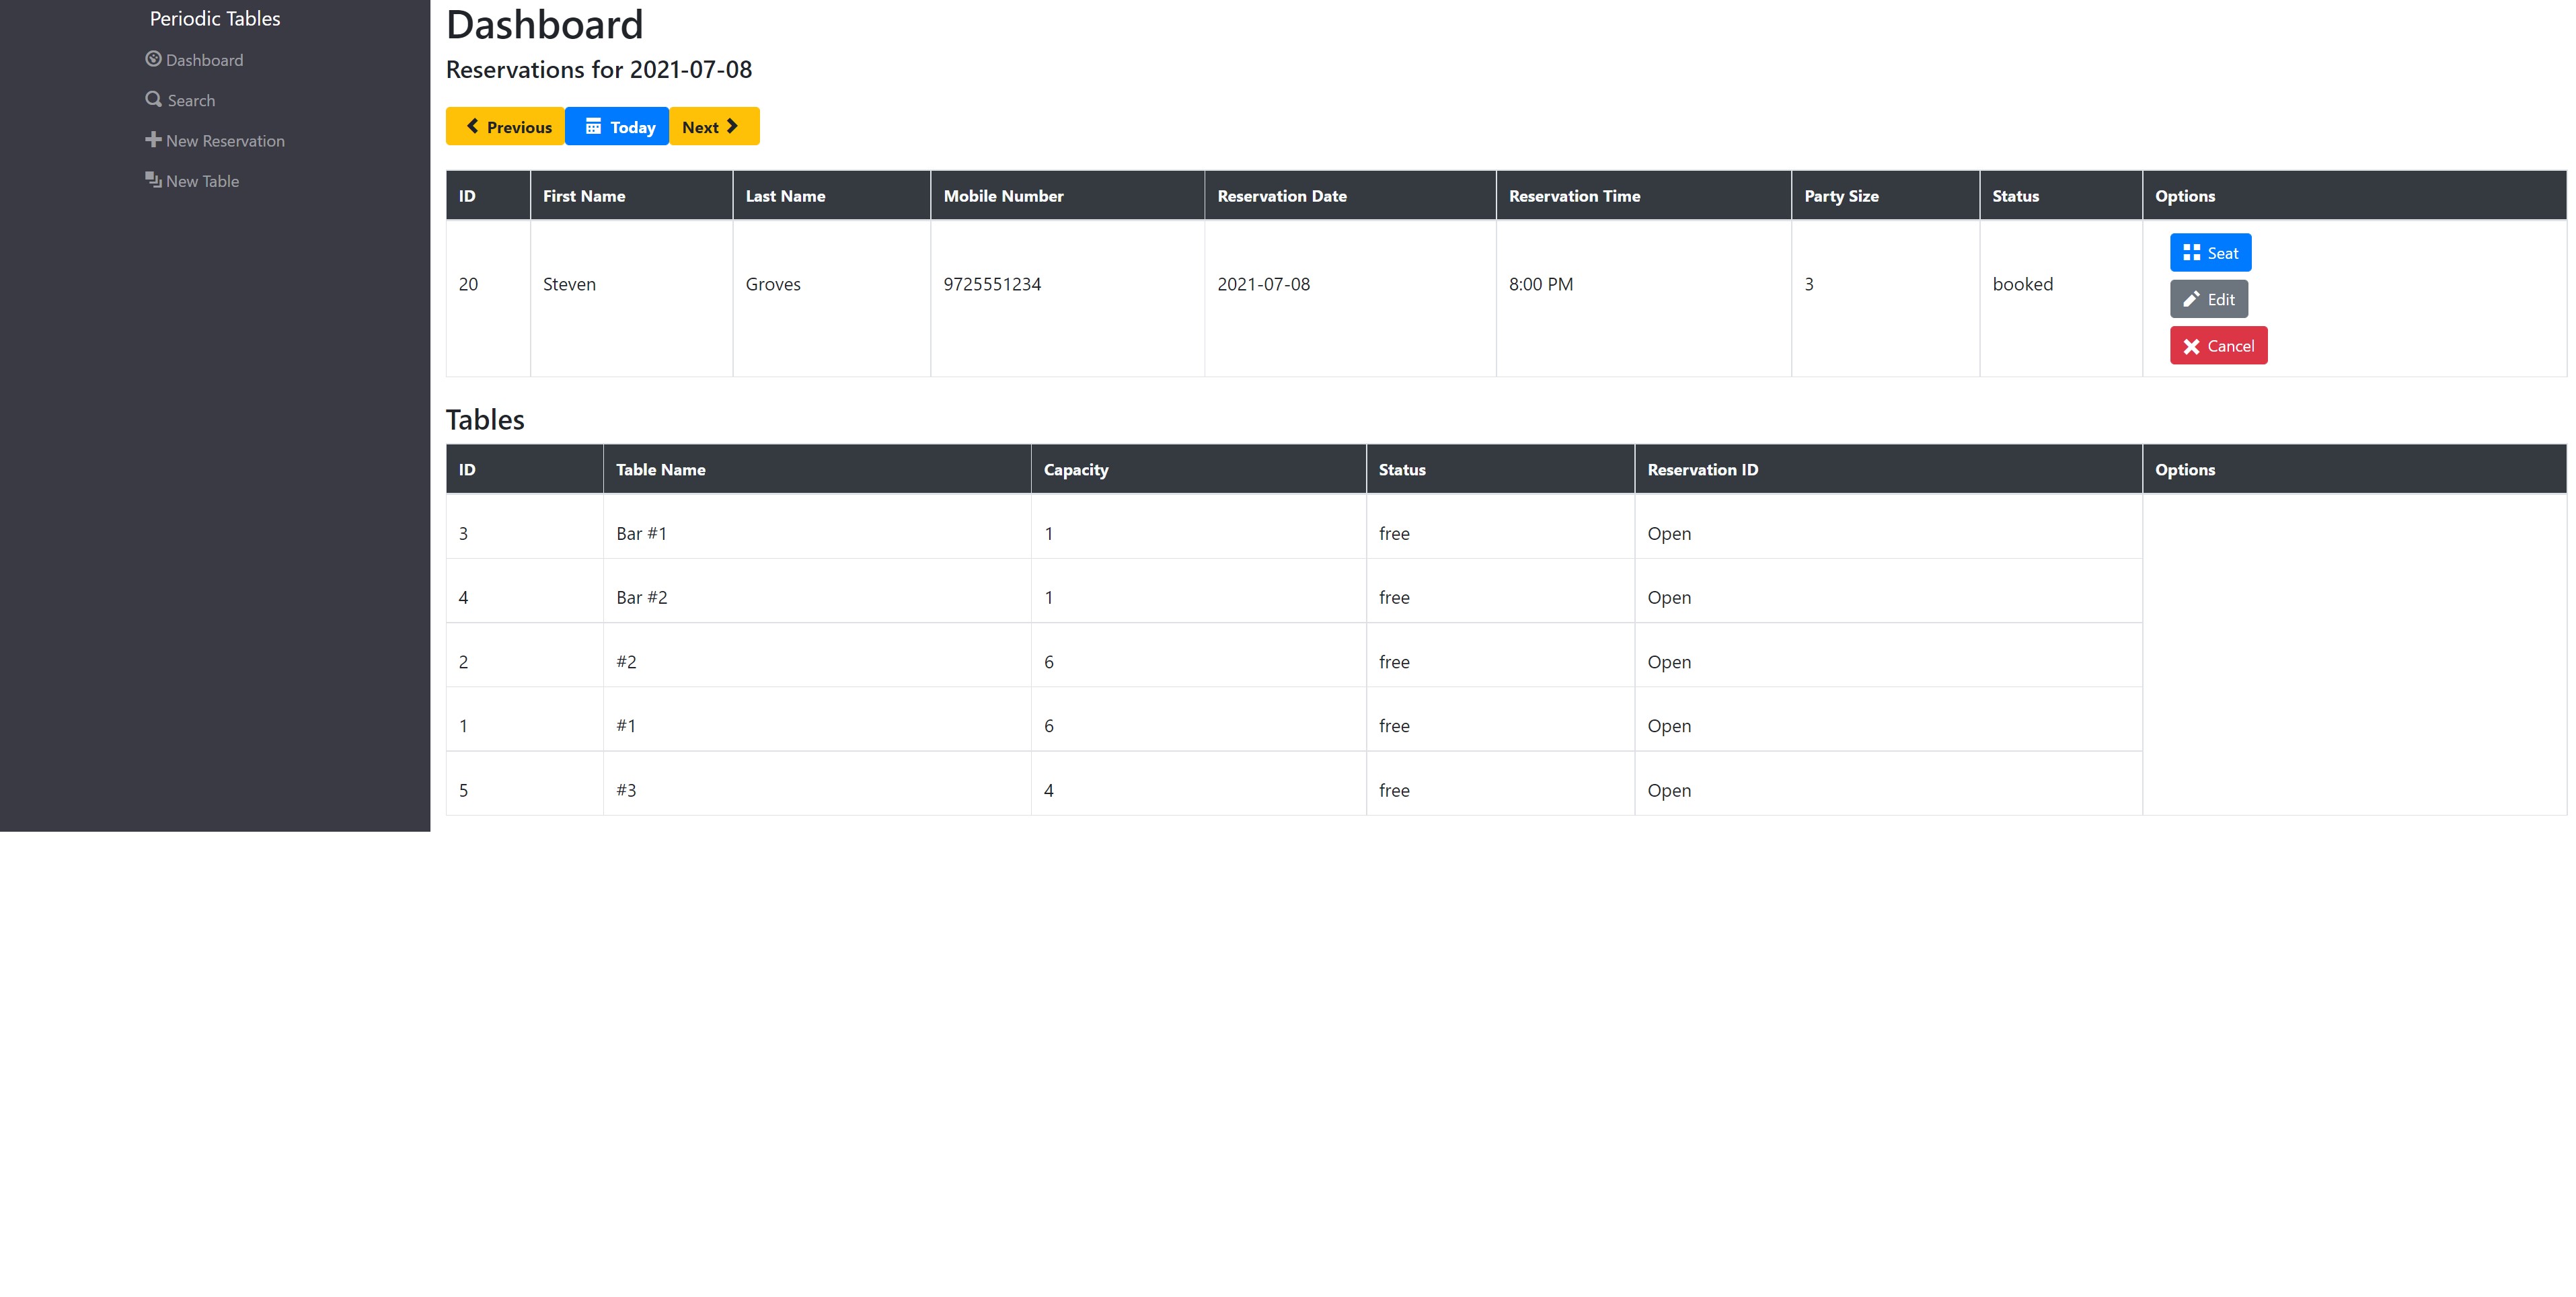 Periodic Tables
Dashboard
Search
New Reservation
New Table
Dashboard
Reservations for 2021-07-08
Previous Today Next
ID First Name Last Name Mobile Number Reservation Date Reservation Time Party Size Status Options
20 Steven Groves 9725551234 2021-07-08 8:00 PM 3 booked
Seat
Edit
Cancel
Tables
ID Table Name Capacity Status Reservation ID Options
3 Bar #1 1 free Open
4 Bar #2 1 free Open
2 #2 6 free Open
1 #1 6 free Open
5 #3 4 free Open